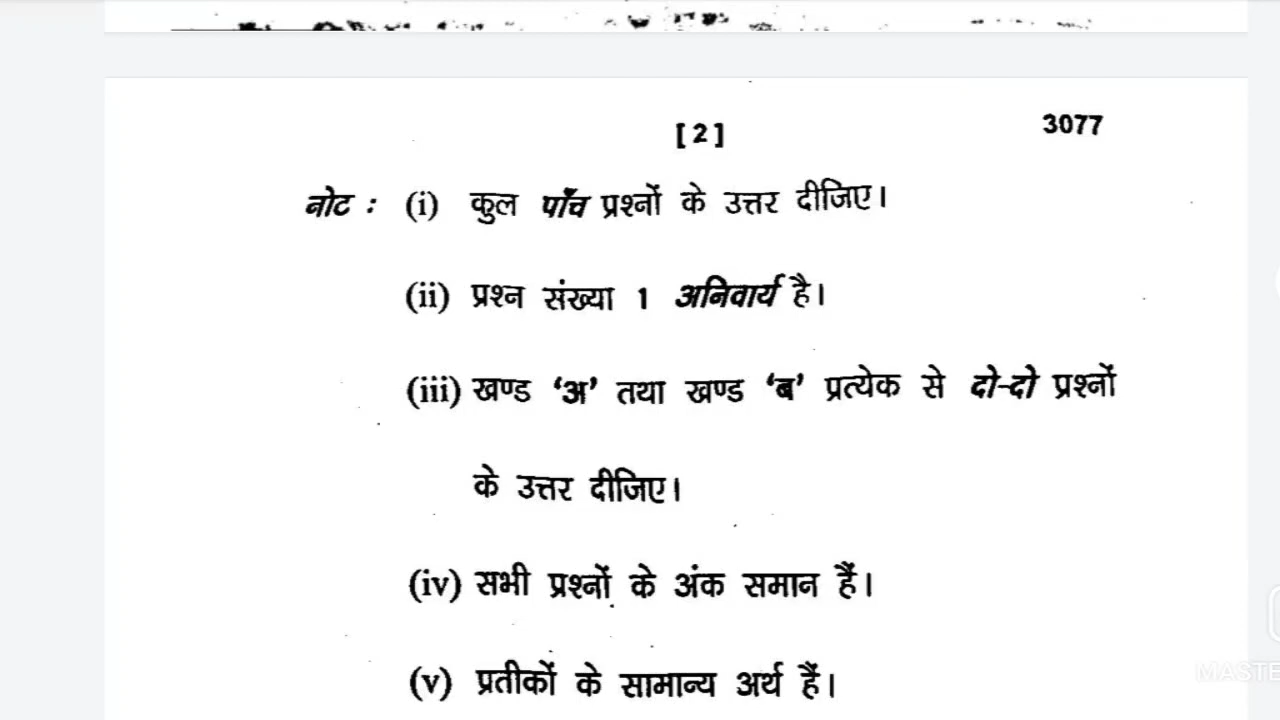 [2]
3077
नोट : (i) कुल पाँच प्रश्नों के उत्तर दीजिए।
(ii) प्रश्न संख्या 1 अनिवार्य है।
(iii) खण्ड ‘अ’ तथा खण्ड ‘ब’ प्रत्येक से दो-दो प्रश्नों
के उत्तर दीजिए।
(iv) सभी प्रश्नों के अंक समान हैं।
(v) प्रतीकों के सामान्य अर्थ हैं।
MASTE